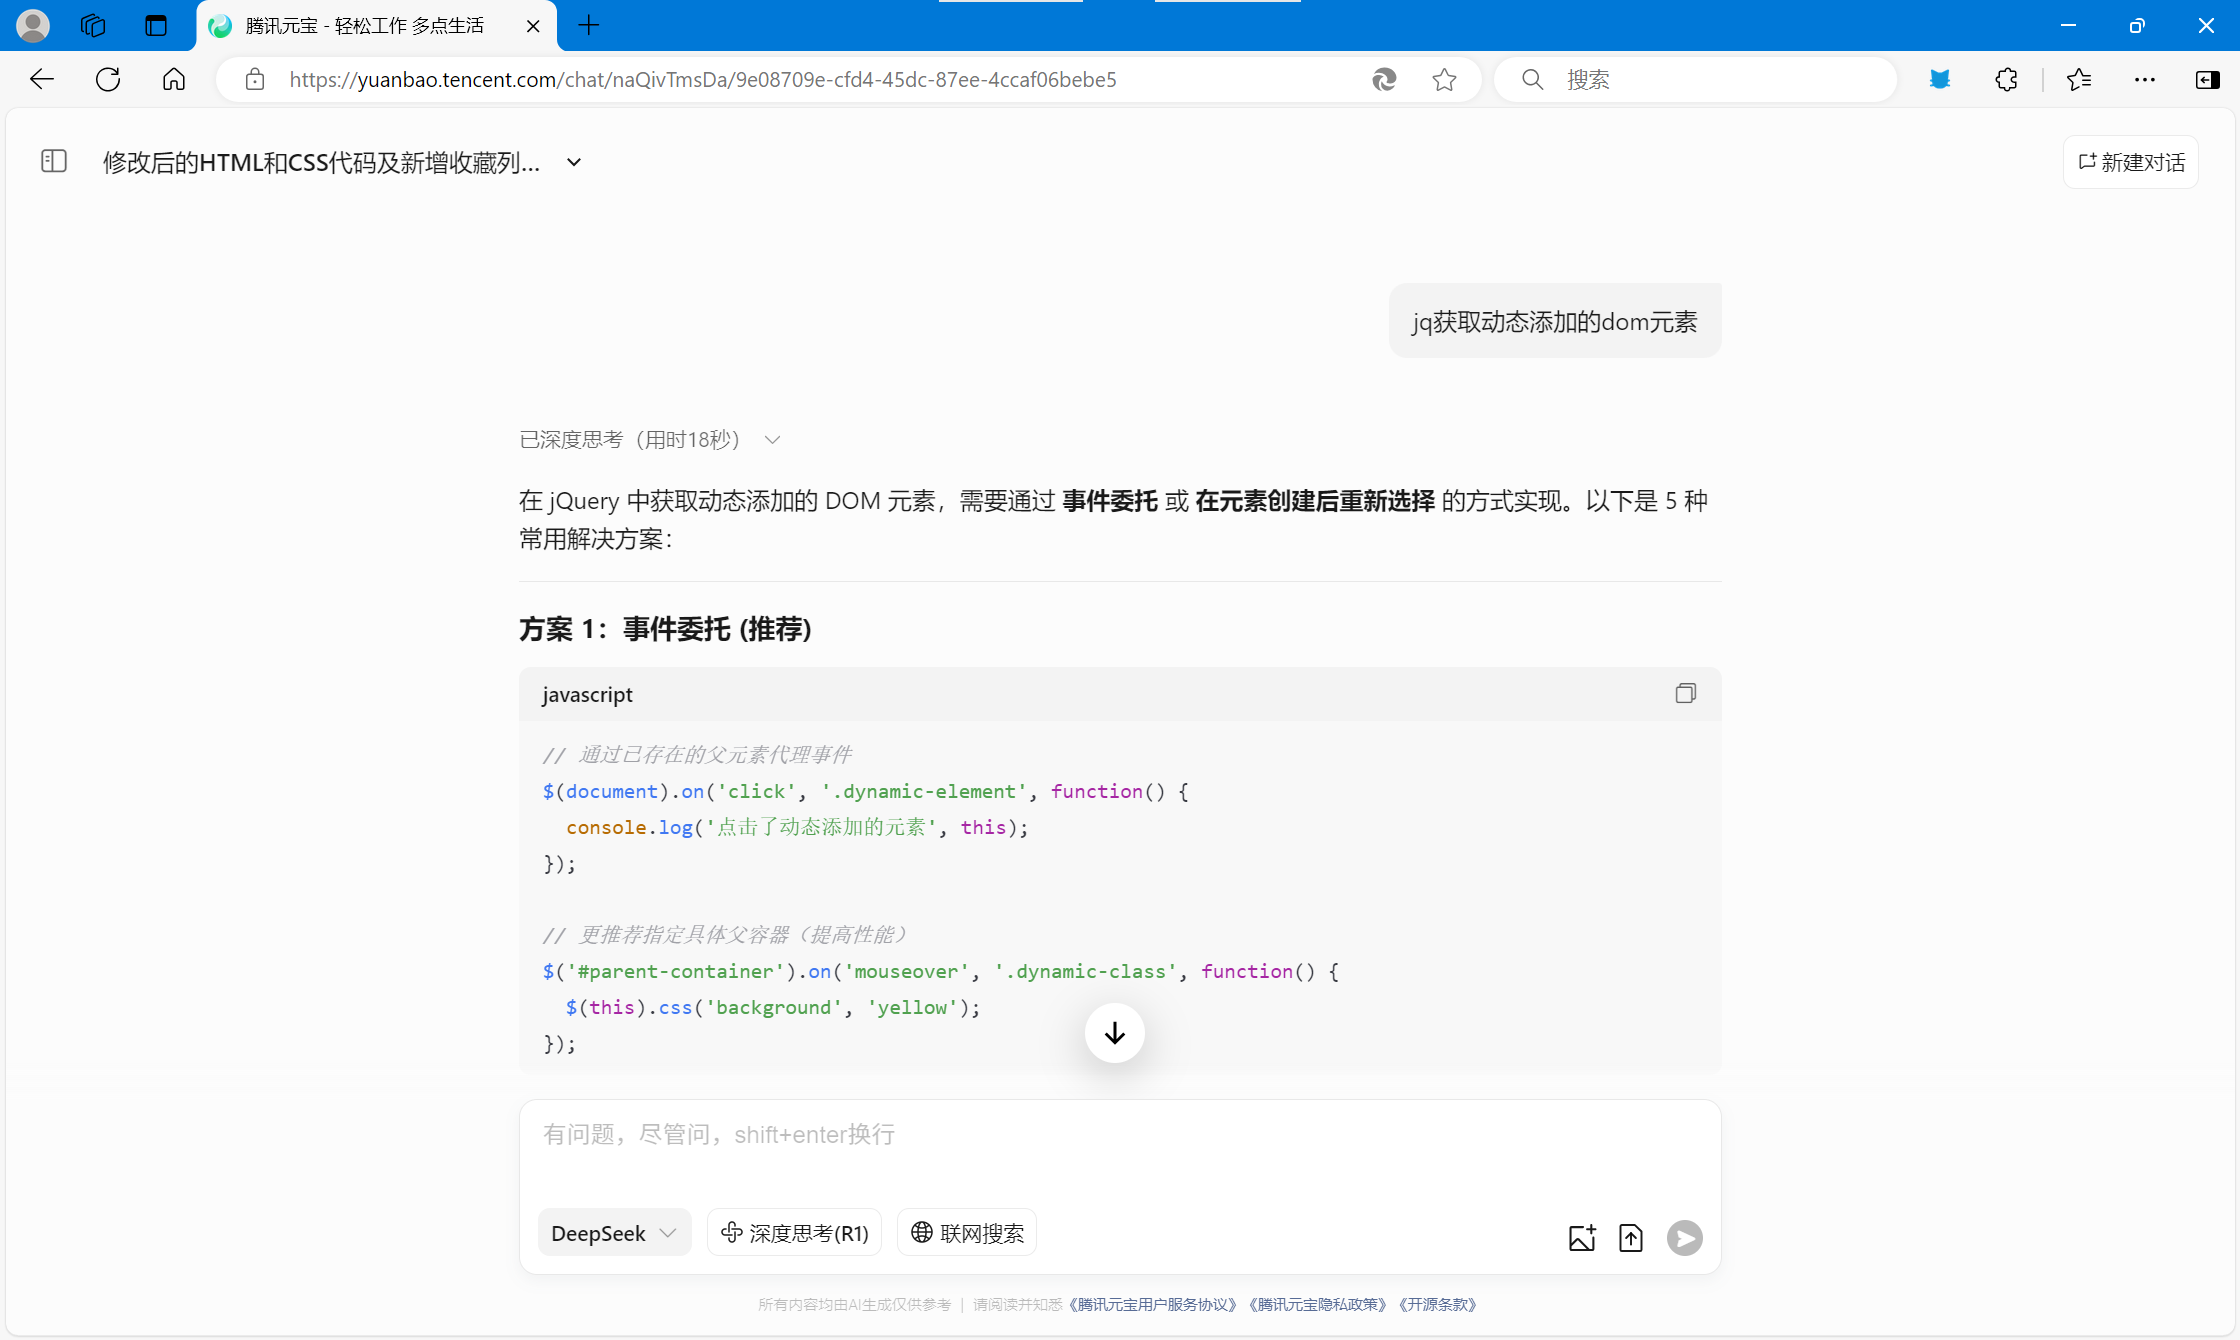 腾讯元宝 - 轻松工作 多点生活
https://yuanbao.tencent.com/chat/naQivTmsDa/9e08709e-cfd4-45dc-87ee-4ccaf06bebe5
搜索
修改后的HTML和CSS代码及新增收藏列...
新建对话
jq获取动态添加的dom元素
已深度思考（用时18秒）
在 jQuery 中获取动态添加的 DOM 元素，需要通过 事件委托 或 在元素创建后重新选择 的方式实现。以下是 5 种
常用解决方案：
方案 1：事件委托 (推荐)
javascript
// 通过已存在的父元素代理事件
$(document).on('click', '.dynamic-element', function() {
  console.log('点击了动态添加的元素', this);
});
// 更推荐指定具体父容器（提高性能）
$('#parent-container').on('mouseover', '.dynamic-class', function() {
  $(this).css('background', 'yellow');
});
有问题，尽管问，shift+enter换行
DeepSeek
深度思考(R1)
联网搜索
所有内容均由AI生成仅供参考 | 请阅读并知悉《腾讯元宝用户服务协议》《腾讯元宝隐私政策》《开源条款》